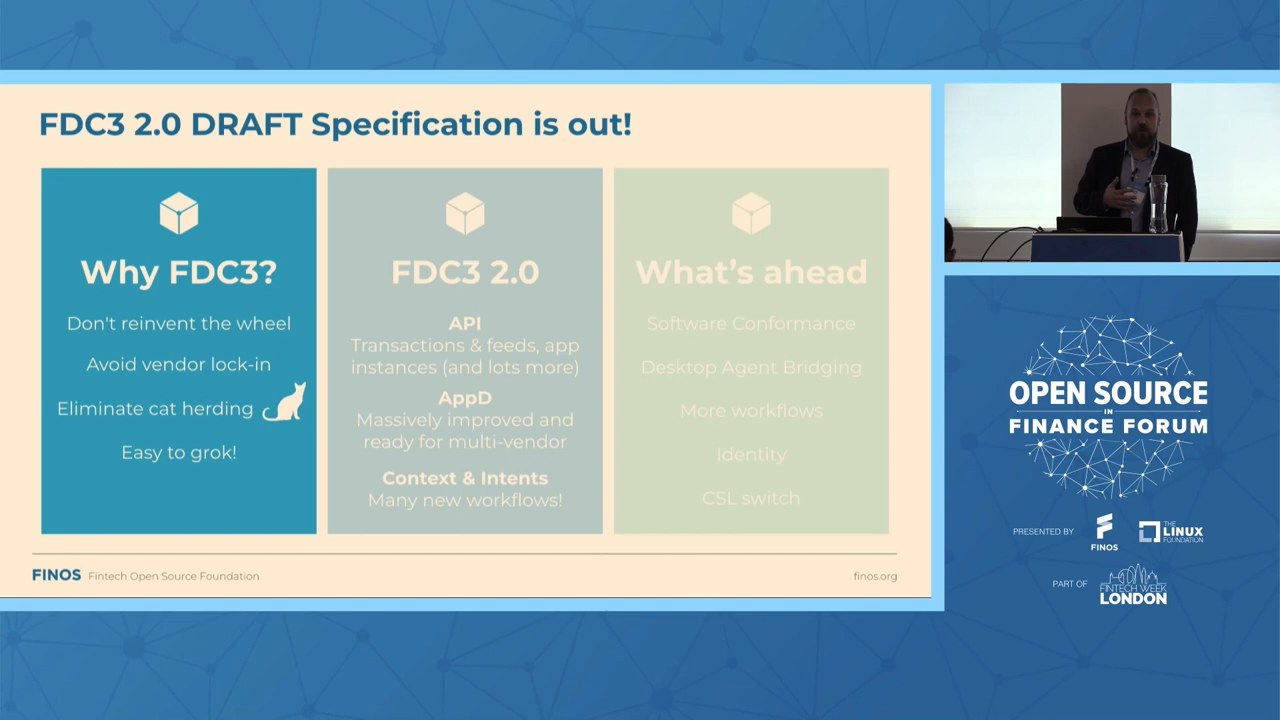 FDC3 2.0 DRAFT Specification is out!
Why FDC3?
Don't reinvent the wheel
Avoid vendor lock-in
Eliminate cat herding
Easy to grok!
FDC3 2.0
API
Transactions & feeds, app
instances (and lots more)
AppD
Massively improved and
ready for multi-vendor
Context & Intents
Many new workflows!
What’s ahead
Software Conformance
Desktop Agent Bridging
More workflows
Identity
CSL switch
FINOS Fintech Open Source Foundation
finos.org
OPEN SOURCE
IN
FINANCE FORUM
PRESENTED BY
FINOS
THE
LINUX
FOUNDATION
PART OF
FINTECH WEEK
LONDON